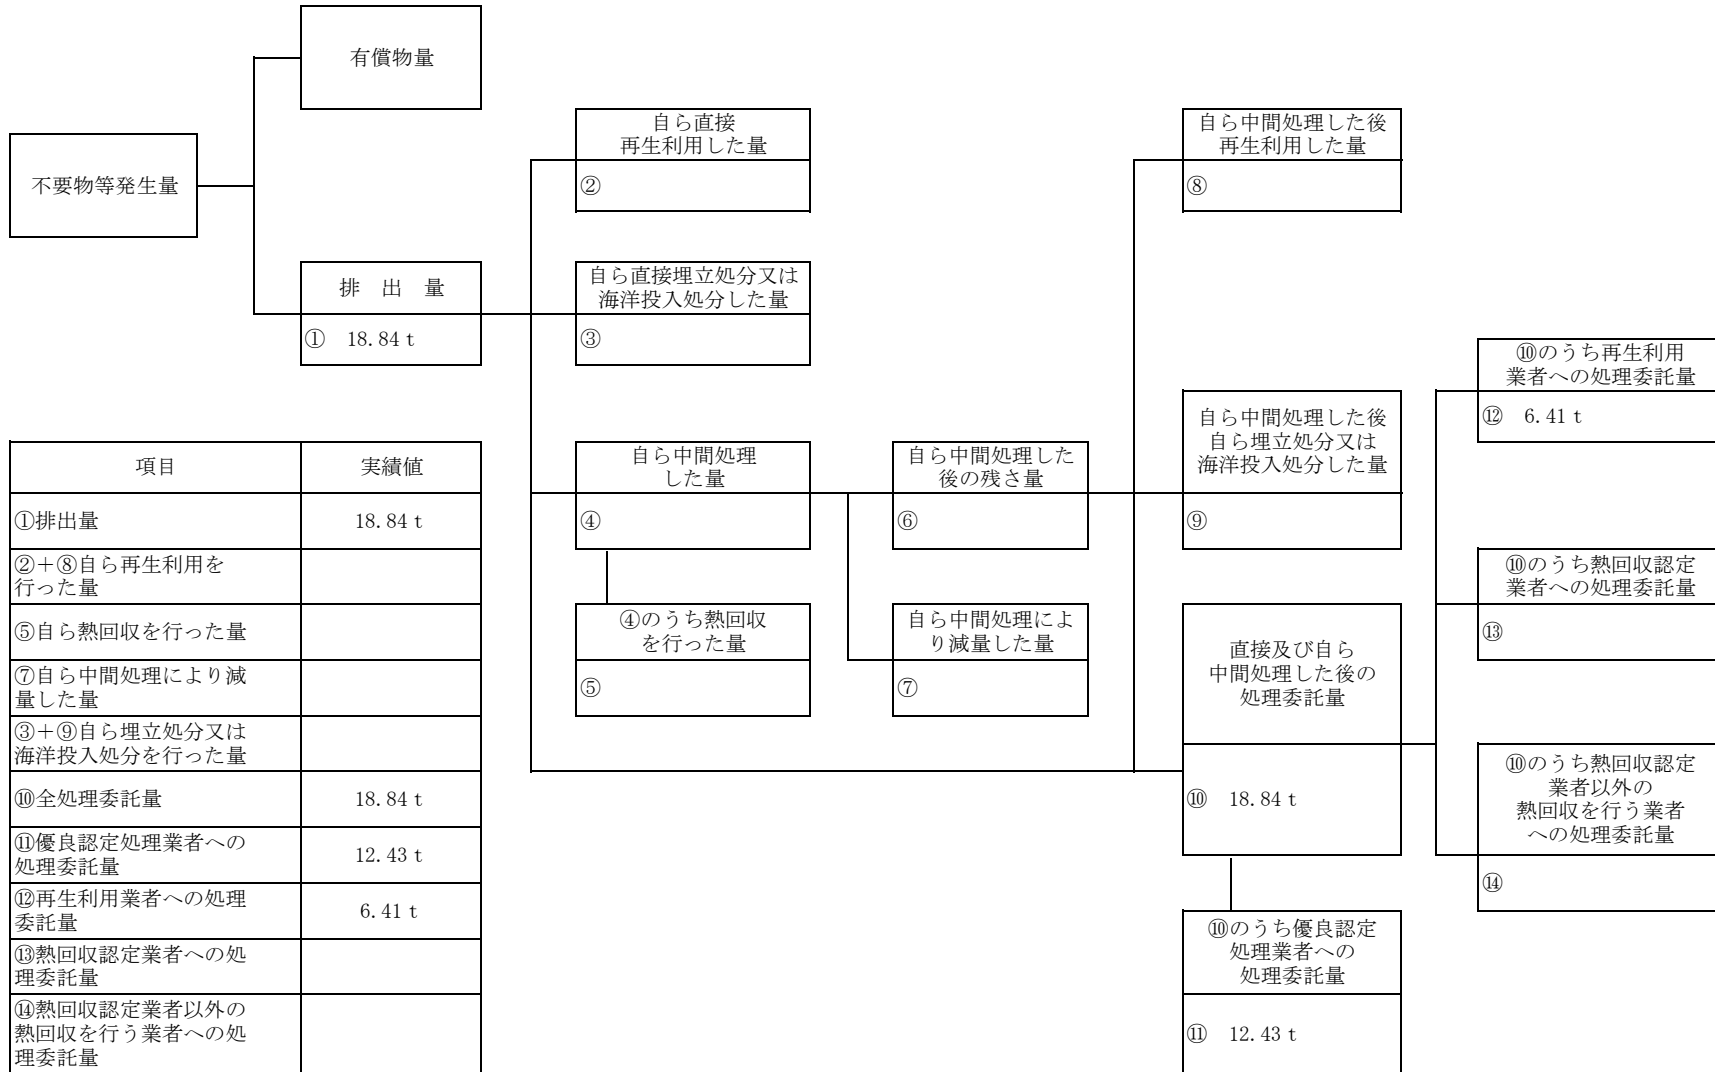 有償物量
不要物等発生量
排 出 量
① 18.84 t
自ら直接
再生利用した量
②
自ら直接埋立処分又は
海洋投入処分した量
③
自ら中間処理
した量
④
④のうち熱回収
を行った量
⑤
自ら中間処理した
後の残さ量
⑥
自ら中間処理によ
り減量した量
⑦
自ら中間処理した後
再生利用した量
⑧
自ら中間処理した後
自ら埋立処分又は
海洋投入処分した量
⑨
直接及び自ら
中間処理した後の
処理委託量
⑩ 18.84 t
⑩のうち優良認定
処理業者への
処理委託量
⑪ 12.43 t
⑩のうち再生利用
業者への処理委託量
⑫ 6.41 t
⑩のうち熱回収認定
業者への処理委託量
⑬
⑩のうち熱回収認定
業者以外の
熱回収を行う業者
への処理委託量
⑭
項目 実績値
①排出量 18.84 t
②＋⑧自ら再生利用を
行った量
⑤自ら熱回収を行った量
⑦自ら中間処理により減
量した量
③＋⑨自ら埋立処分又は
海洋投入処分を行った量
⑩全処理委託量 18.84 t
⑪優良認定処理業者への
処理委託量 12.43 t
⑫再生利用業者への処理
委託量 6.41 t
⑬熱回収認定業者への処
理委託量
⑭熱回収認定業者以外の
熱回収を行う業者への処
理委託量